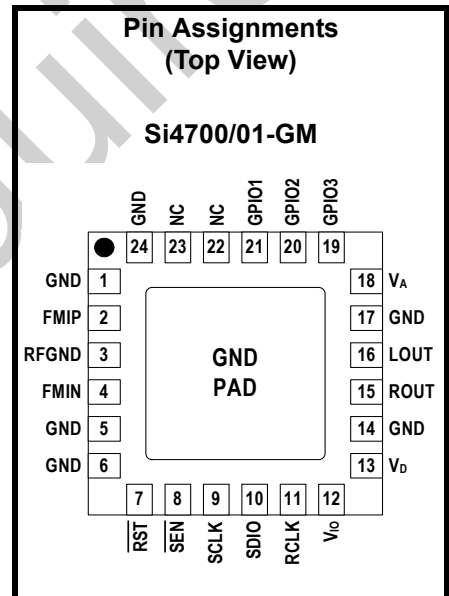 Pin Assignments
(Top View)
Si4700/01-GM
GND NC NC GPIO1 GPIO2 GPIO3
24 23 22 21 20 19
GND 1 18 VA
FMIP 2 17 GND
RFGND 3 16 LOUT
FMIN 4 15 ROUT
GND 5 14 GND
GND 6 13 VD
GND
PAD
7 8 9 10 11 12
RST SEN SCLK SDIO RCLK VIO